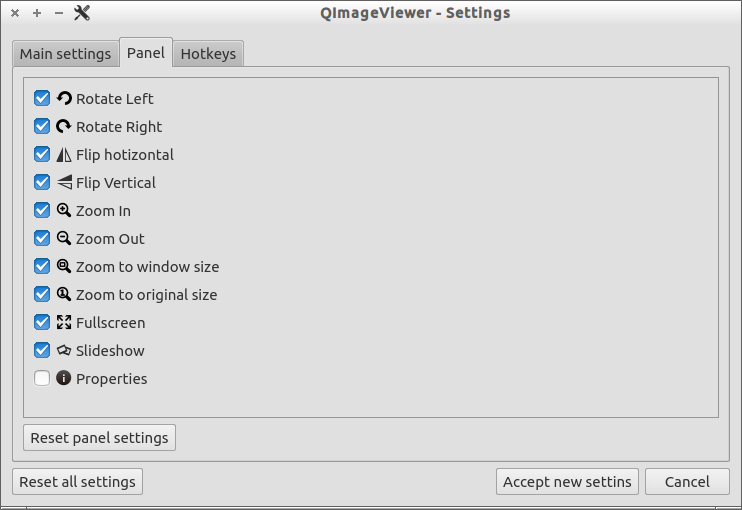 QImageViewer - Settings
Main settings Panel Hotkeys
Rotate Left
Rotate Right
Flip hotizontal
Flip Vertical
Zoom In
Zoom Out
Zoom to window size
Zoom to original size
Fullscreen
Slideshow
Properties
Reset panel settings
Reset all settings Accept new settins Cancel